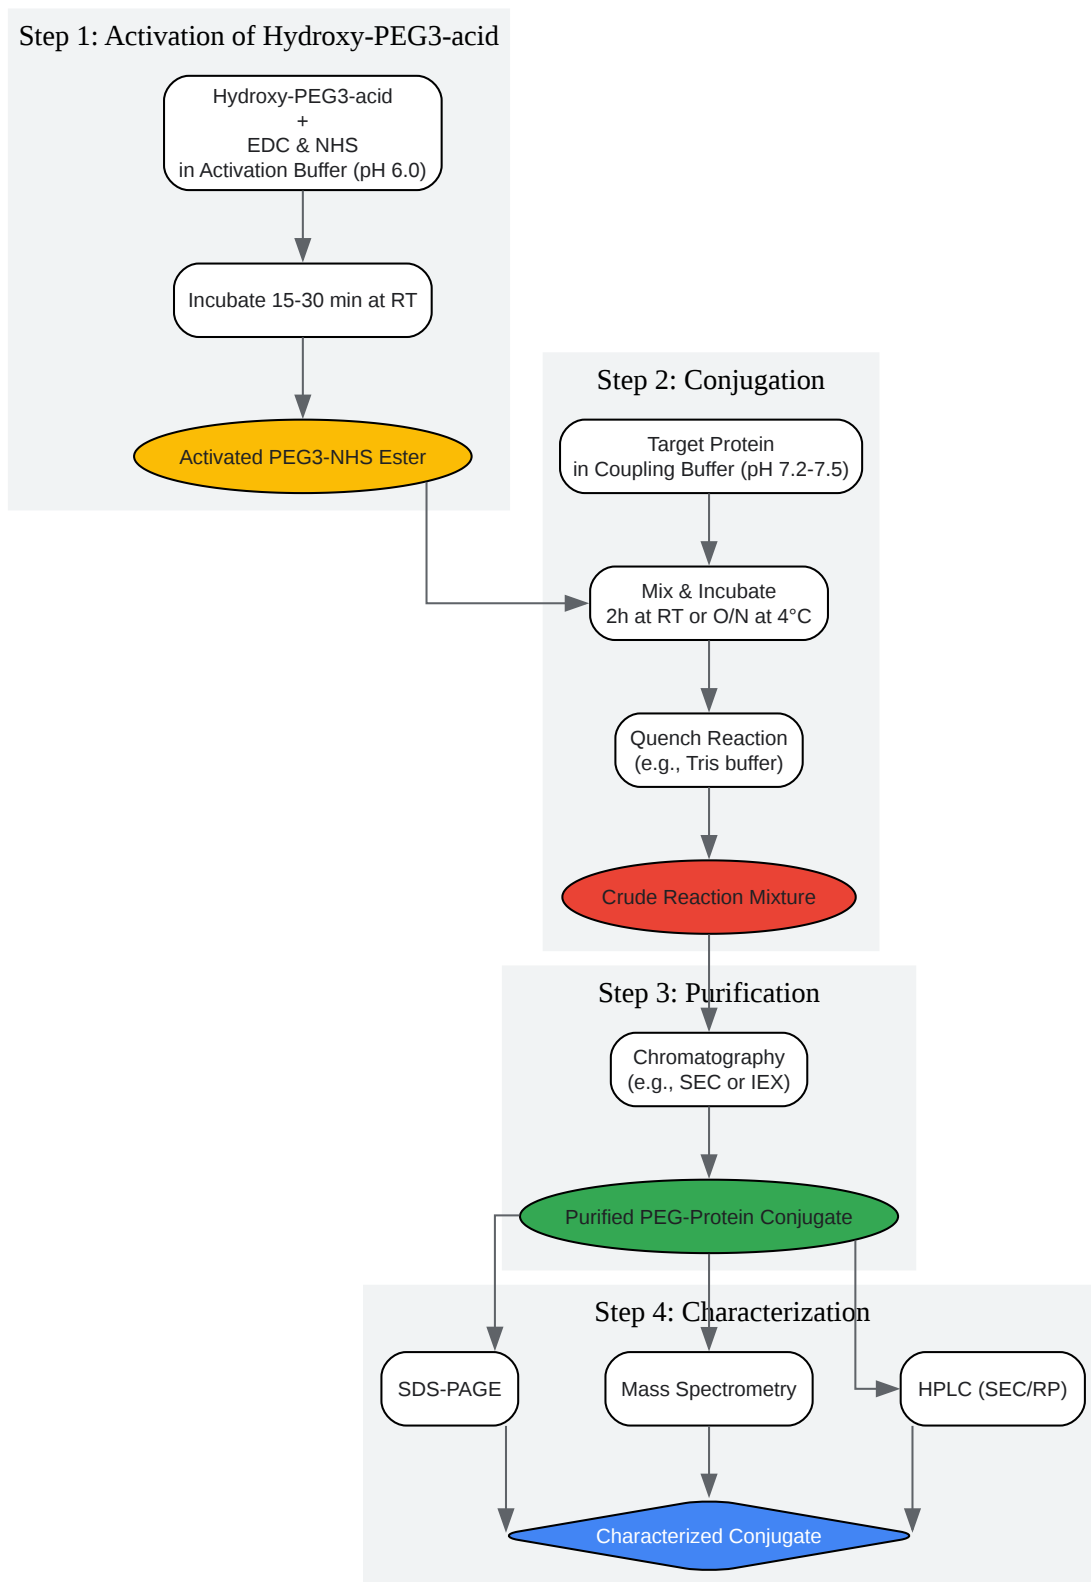 Step 1: Activation of Hydroxy-PEG3-acid
Hydroxy-PEG3-acid
+
EDC & NHS
in Activation Buffer (pH 6.0)
Incubate 15-30 min at RT
Activated PEG3-NHS Ester
Step 2: Conjugation
Target Protein
in Coupling Buffer (pH 7.2-7.5)
Mix & Incubate
2h at RT or O/N at 4°C
Quench Reaction
(e.g., Tris buffer)
Crude Reaction Mixture
Step 3: Purification
Chromatography
(e.g., SEC or IEX)
Purified PEG-Protein Conjugate
Step 4: Characterization
SDS-PAGE
Mass Spectrometry
HPLC (SEC/RP)
Characterized Conjugate